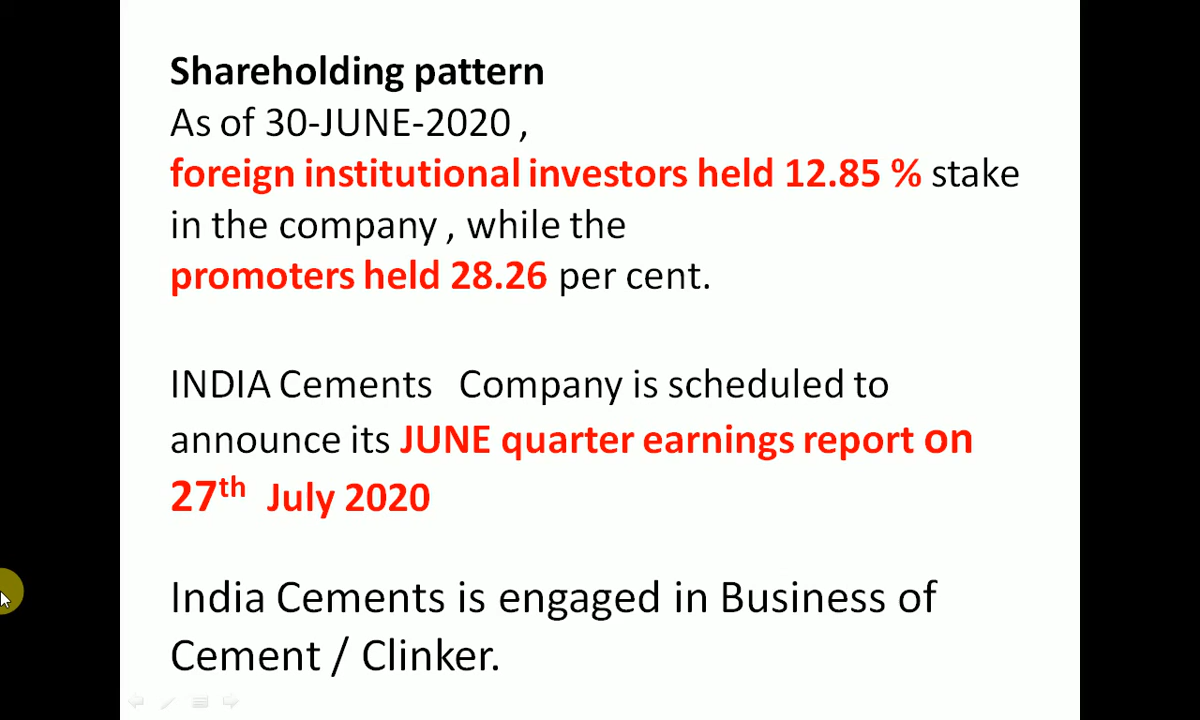 Shareholding pattern
As of 30-JUNE-2020 ,
foreign institutional investors held 12.85 % stake
in the company , while the
promoters held 28.26 per cent.
INDIA Cements Company is scheduled to
announce its JUNE quarter earnings report on
27th July 2020
India Cements is engaged in Business of
Cement / Clinker.